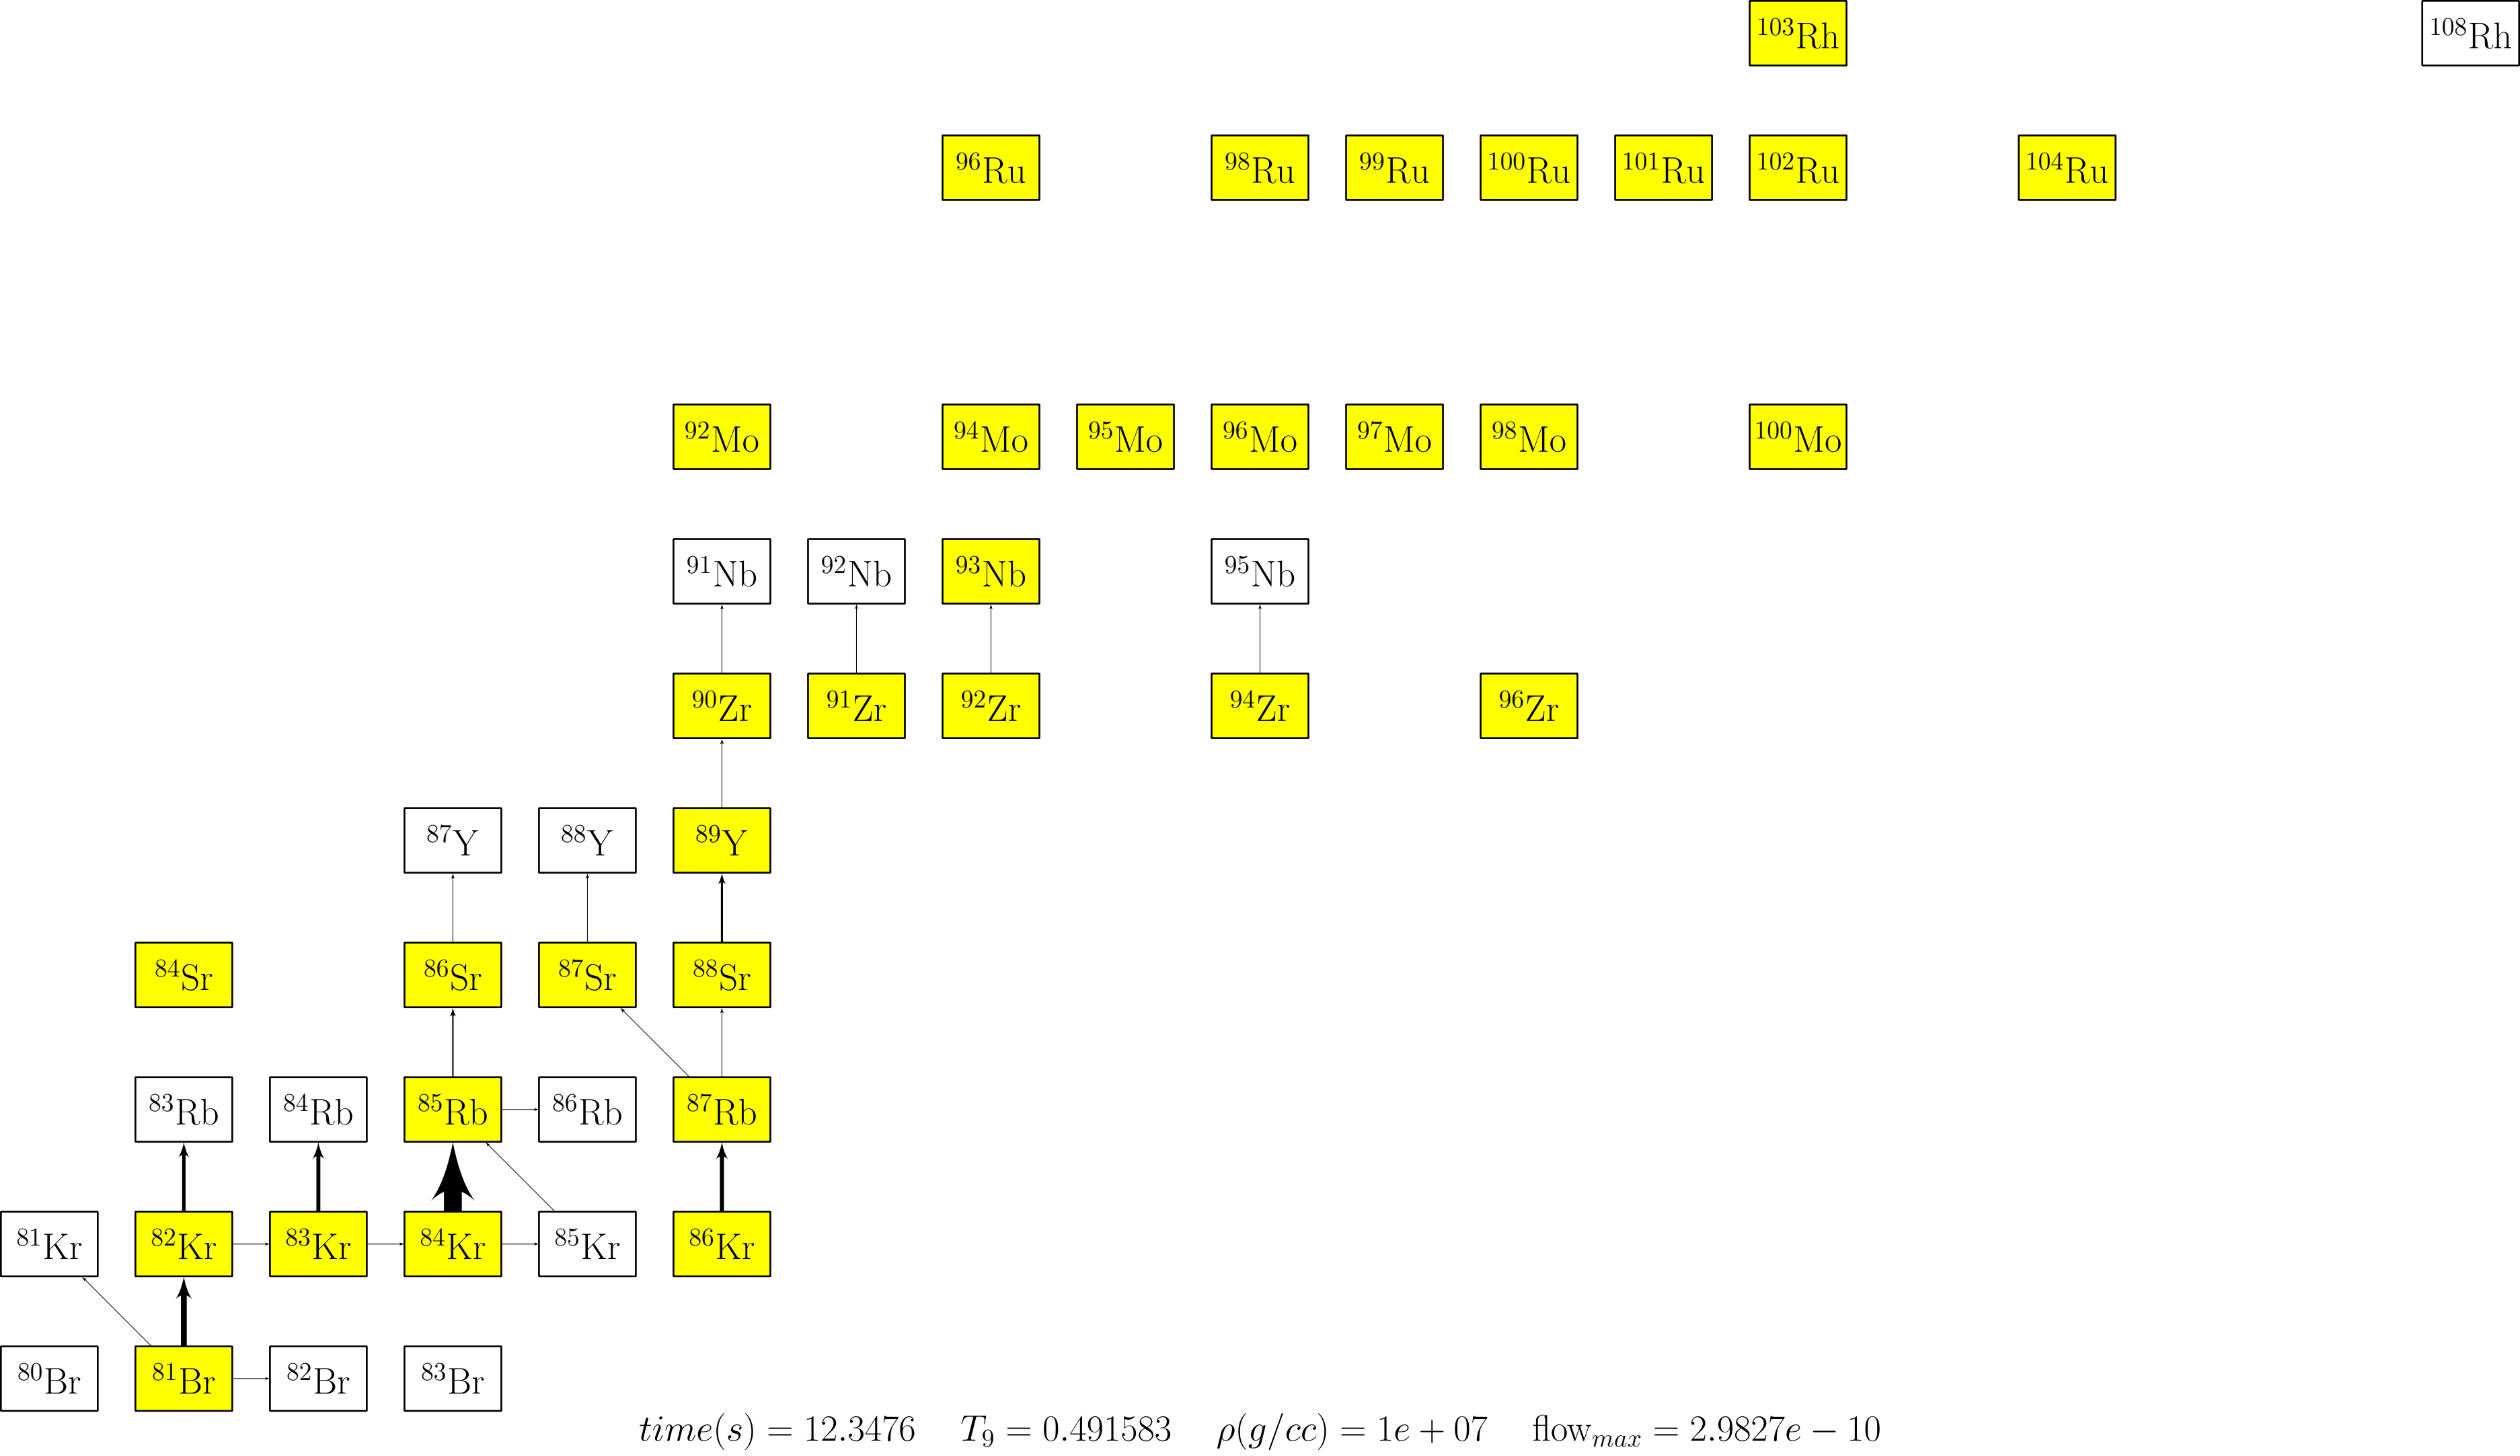 ¹⁰³Rh ¹⁰⁸Rh
⁹⁶Ru ⁹⁸Ru ⁹⁹Ru ¹⁰⁰Ru ¹⁰¹Ru ¹⁰²Ru ¹⁰⁴Ru
⁹²Mo ⁹⁴Mo ⁹⁵Mo ⁹⁶Mo ⁹⁷Mo ⁹⁸Mo ¹⁰⁰Mo
⁹¹Nb ⁹²Nb ⁹³Nb ⁹⁵Nb
⁹⁰Zr ⁹¹Zr ⁹²Zr ⁹⁴Zr ⁹⁶Zr
⁸⁷Y ⁸⁸Y ⁸⁹Y
⁸⁴Sr ⁸⁶Sr ⁸⁷Sr ⁸⁸Sr
⁸³Rb ⁸⁴Rb ⁸⁵Rb ⁸⁶Rb ⁸⁷Rb
⁸¹Kr ⁸²Kr ⁸³Kr ⁸⁴Kr ⁸⁵Kr ⁸⁶Kr
⁸⁰Br ⁸¹Br ⁸²Br ⁸³Br
time(s) = 12.3476 T₉ = 0.491583 ρ(g/cc) = 1e + 07 flowₘₐₓ = 2.9827e − 10